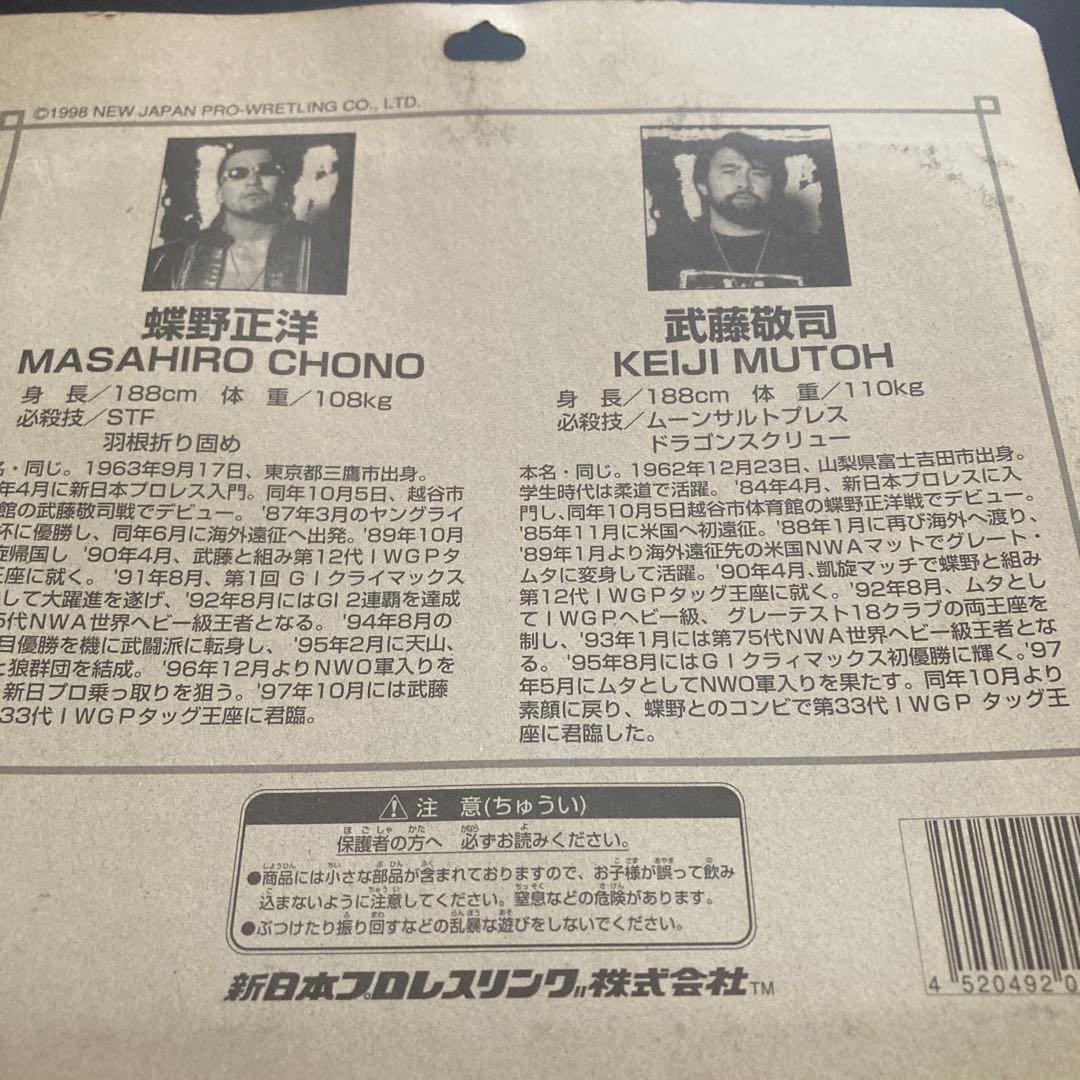 ©1998 NEW JAPAN PRO-WRETLING CO., LTD.
蝶野正洋
MASAHIRO CHONO
身 長／188cm 体 重／108kg
必殺技／STF
羽根折り固め
名・同じ。1963年9月17日、東京都三鷹市出身。
年4月に新日本プロレス入門。同年10月5日、越谷市
館の武藤敬司戦でデビュー。'87年3月のヤングライ
杯に優勝し、同年6月に海外遠征へ出発。'89年10月
旋帰国し '90年4月、武藤と組み第12代ＩWGPタ
王座に就く。 '91年8月、第1回 GＩクライマックス
して大躍進を遂げ、'92年8月にはGI 2連覇を達成
5代NWA世界ヘビー級王者となる。 '94年8月の
目優勝を機に武闘派に転身し、'95年2月に天山、
と狼群団を結成。 '96年12月よりNWO軍入りを
新日プロ乗っ取りを狙う。'97年10月には武藤
33代ＩWGPタッグ王座に君臨。
武藤敬司
KEIJI MUTOH
身 長／188cm 体 重／110kg
必殺技／ムーンサルトプレス
ドラゴンスクリュー
本名・同じ。1962年12月23日、山梨県富士吉田市出身。
学生時代は柔道で活躍。 '84年4月、新日本プロレスに入
門し、同年10月5日越谷市体育館の蝶野正洋戦でデビュー。
'85年11月に米国へ初遠征。'88年1月に再び海外へ渡り、
'89年1月より海外遠征先の米国NWAマットでグレート・
ムタに変身して活躍。'90年4月、凱旋マッチで蝶野と組み
第12代ＩWGPタッグ王座に就く。'92年8月、ムタとし
てＩWGPヘビー級、グレーテスト18クラブの両王座を
制し、'93年1月には第75代NWA世界ヘビー級王者とな
る。 '95年8月にはGＩクライマックス初優勝に輝く。'97
年5月にムタとしてNWO軍入りを果たす。同年10月より
素顔に戻り、蝶野とのコンビで第33代ＩWGP タッグ王
座に君臨した。
⚠ 注 意(ちゅうい)
保護者の方へ 必ずお読みください。
●商品には小さな部品が含まれておりますので、お子様が誤って飲み
込まないように注意してください。窒息などの危険があります。
●ぶつけたり振り回すなどの乱暴な遊びをしないでください。
新日本プロレスリング株式会社TM
4 520492 0